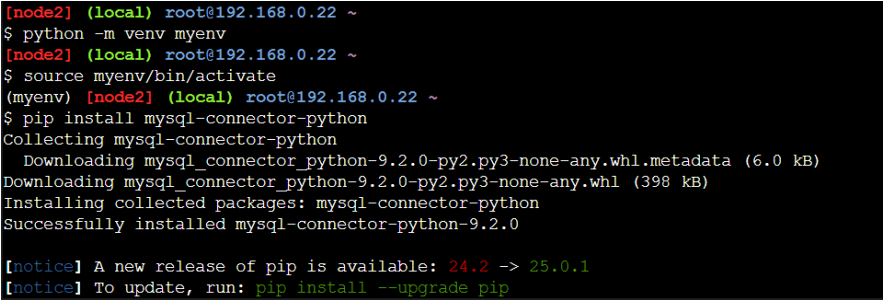 [node2] (local) root@192.168.0.22 ~
$ python -m venv myenv
[node2] (local) root@192.168.0.22 ~
$ source myenv/bin/activate
(myenv) [node2] (local) root@192.168.0.22 ~
$ pip install mysql-connector-python
Collecting mysql-connector-python
  Downloading mysql_connector_python-9.2.0-py2.py3-none-any.whl.metadata (6.0 kB)
Downloading mysql_connector_python-9.2.0-py2.py3-none-any.whl (398 kB)
Installing collected packages: mysql-connector-python
Successfully installed mysql-connector-python-9.2.0

[notice] A new release of pip is available: 24.2 -> 25.0.1
[notice] To update, run: pip install --upgrade pip